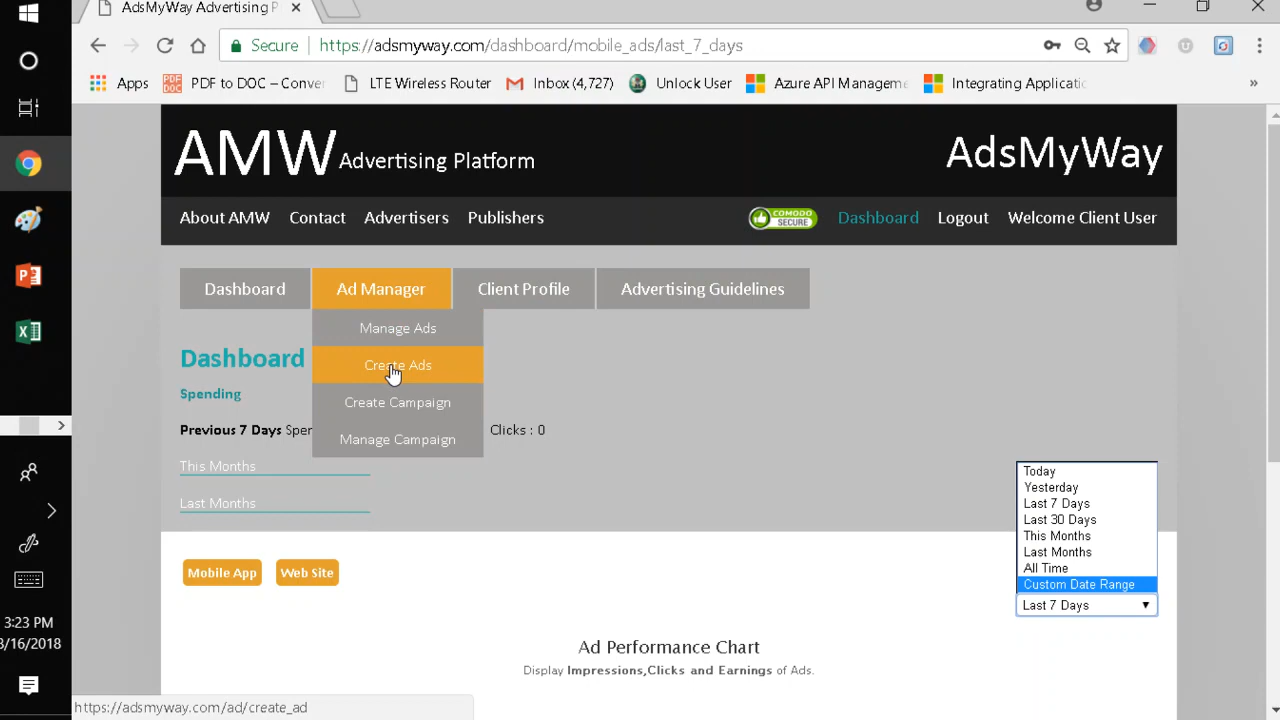 AdsMyWay Advertising P
Secure https://adsmyway.com/dashboard/mobile_ads/last_7_days
Apps PDF to DOC – Conver LTE Wireless Router Inbox (4,727) Unlock User Azure API Managem Integrating Applicati »
AMW Advertising Platform AdsMyWay
About AMW Contact Advertisers Publishers COMODO SECURE Dashboard Logout Welcome Client User
Dashboard Ad Manager Client Profile Advertising Guidelines
Manage Ads
Create Ads
Create Campaign
Manage Campaign
Dashboard
Spending
Previous 7 Days Spen Clicks : 0
This Months
Last Months
Today
Yesterday
Last 7 Days
Last 30 Days
This Months
Last Months
All Time
Custom Date Range
Last 7 Days
Mobile App Web Site
Ad Performance Chart
Display Impressions,Clicks and Earnings of Ads.
3:23 PM
/16/2018
https://adsmyway.com/ad/create_ad